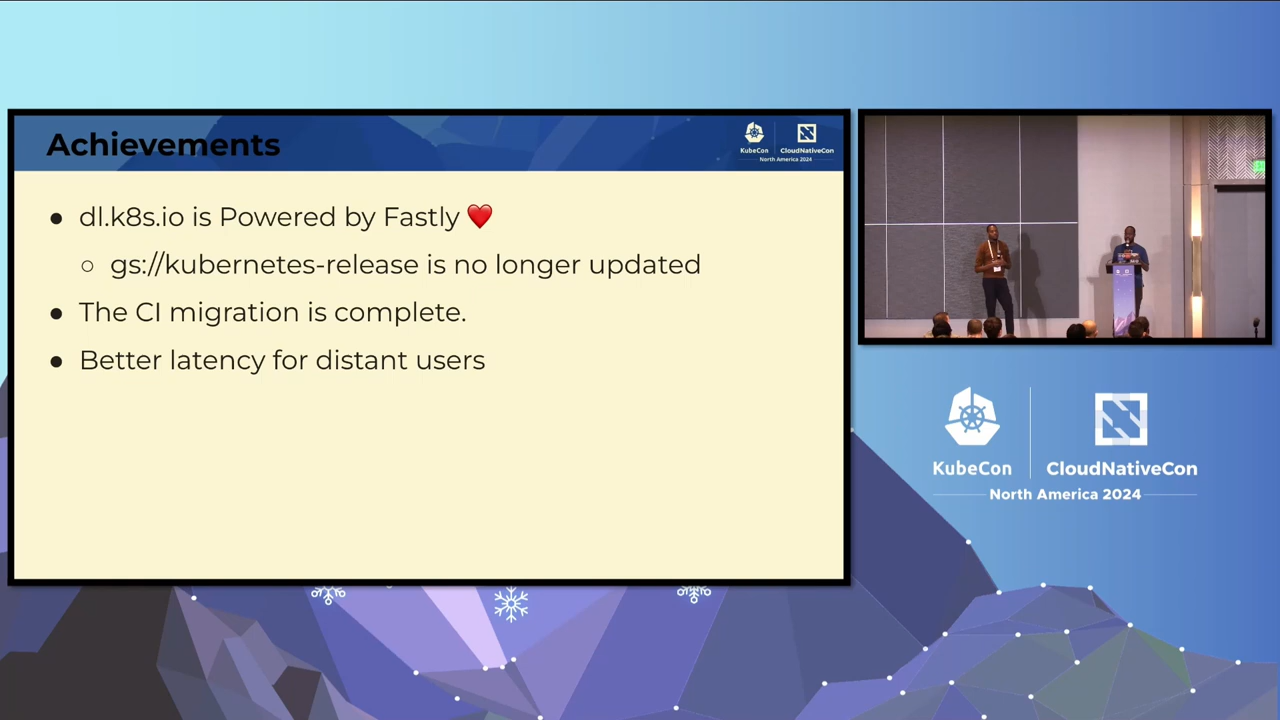 Achievements
KubeCon
CloudNativeCon
North America 2024
● dl.k8s.io is Powered by Fastly ❤️
○ gs://kubernetes-release is no longer updated
● The CI migration is complete.
● Better latency for distant users
KubeCon
CloudNativeCon
North America 2024